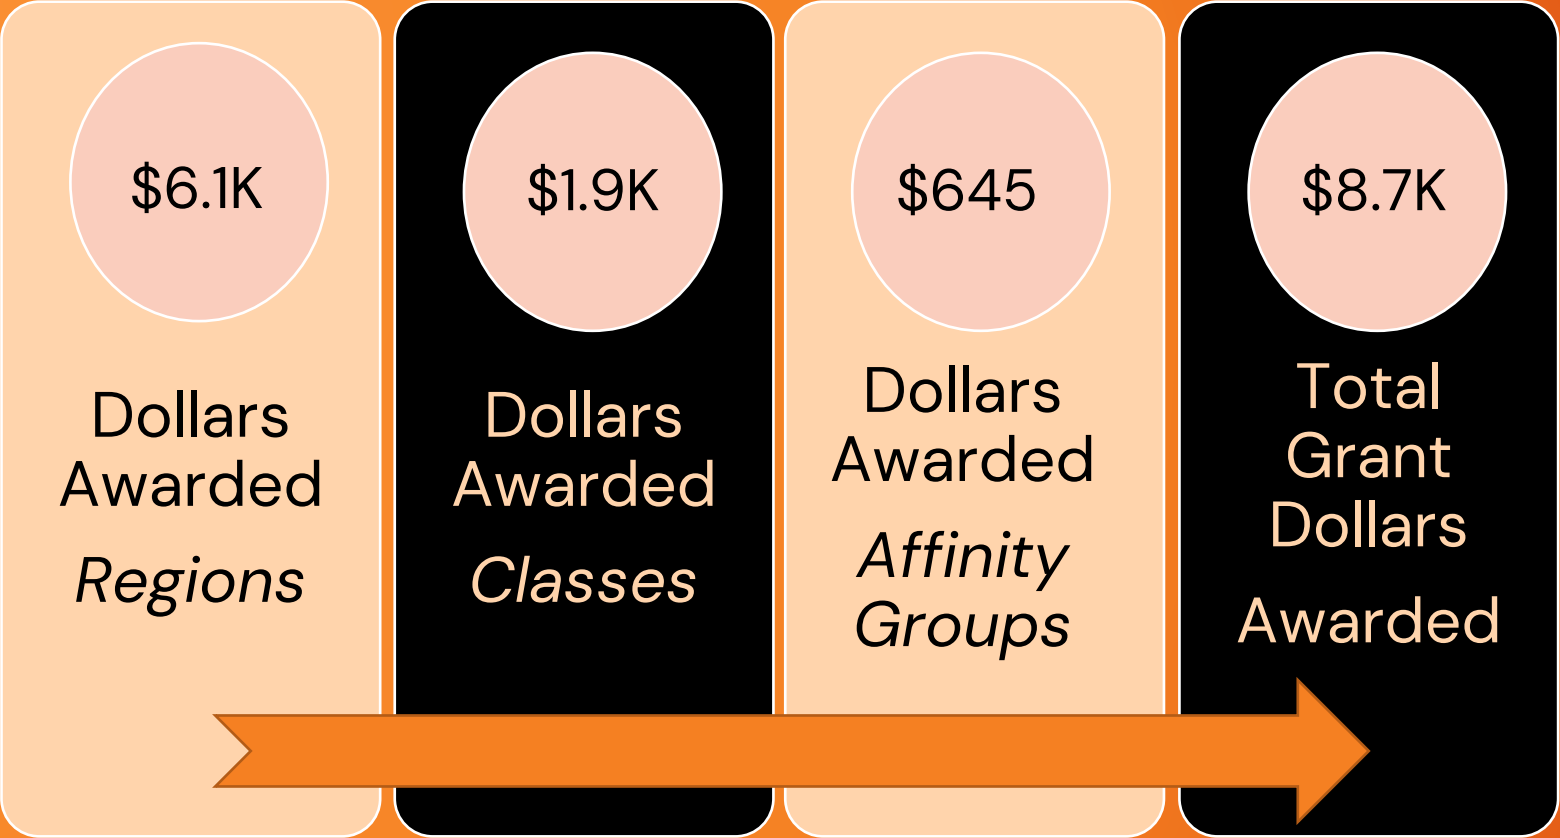 $6.1K
Dollars
Awarded
Regions
$1.9K
Dollars
Awarded
Classes
$645
Dollars
Awarded
Affinity
Groups
$8.7K
Total
Grant
Dollars
Awarded